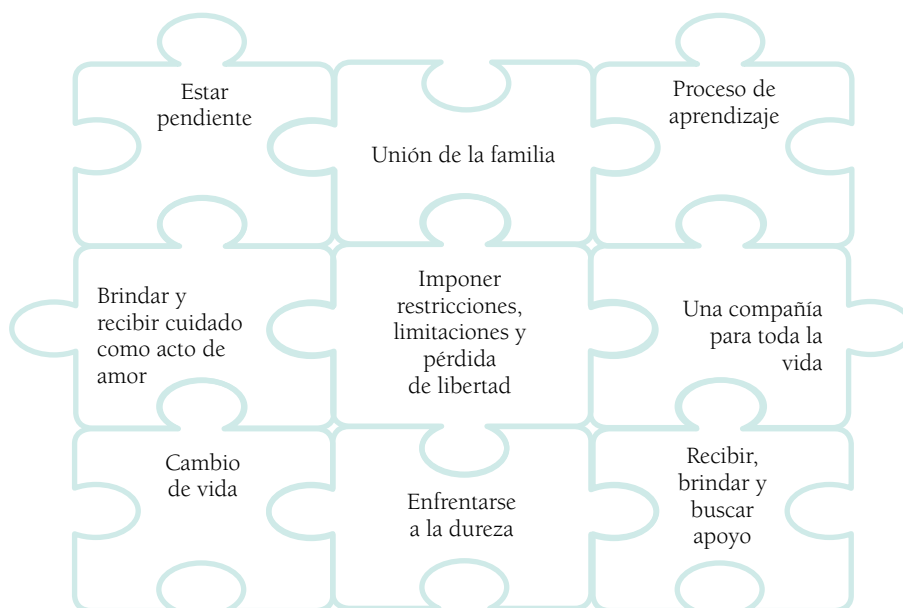 Estar
pendiente
Unión de la familia
Proceso de
aprendizaje
Brindar y
recibir cuidado
como acto de
amor
Imponer
restricciones,
limitaciones y
pérdida
de libertad
Una compañía
para toda la
vida
Cambio
de vida
Enfrentarse
a la dureza
Recibir,
brindar y
buscar
apoyo